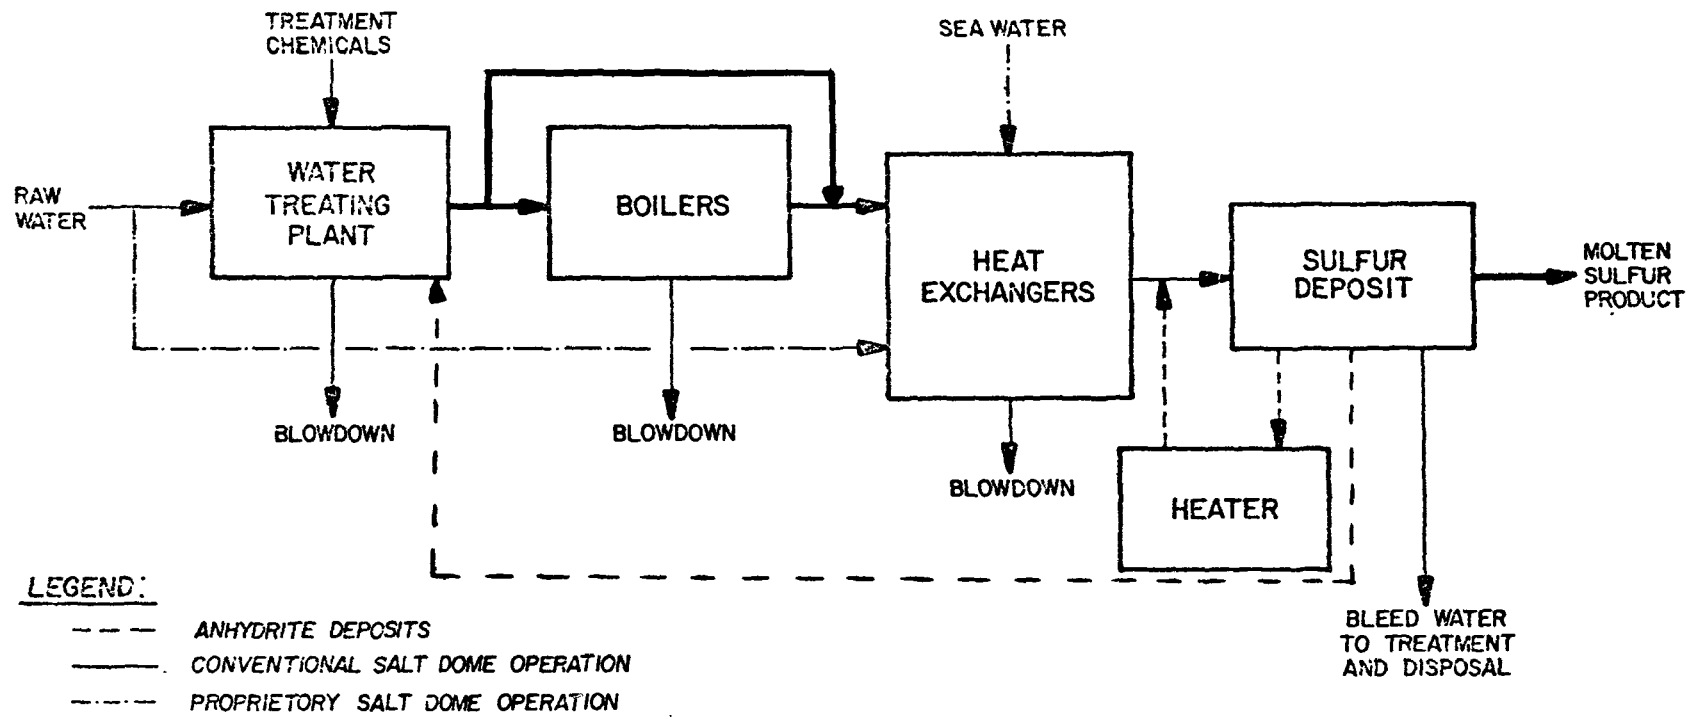 TREATMENT
CHEMICALS
SEA WATER
RAW
WATER
WATER
TREATING
PLANT
BOILERS
HEAT
EXCHANGERS
SULFUR
DEPOSIT
MOLTEN
SULFUR
PRODUCT
BLOWDOWN
BLOWDOWN
BLOWDOWN
HEATER
BLEED WATER
TO TREATMENT
AND DISPOSAL
LEGEND:
ANHYDRITE DEPOSITS
CONVENTIONAL SALT DOME OPERATION
PROPRIETORY SALT DOME OPERATION